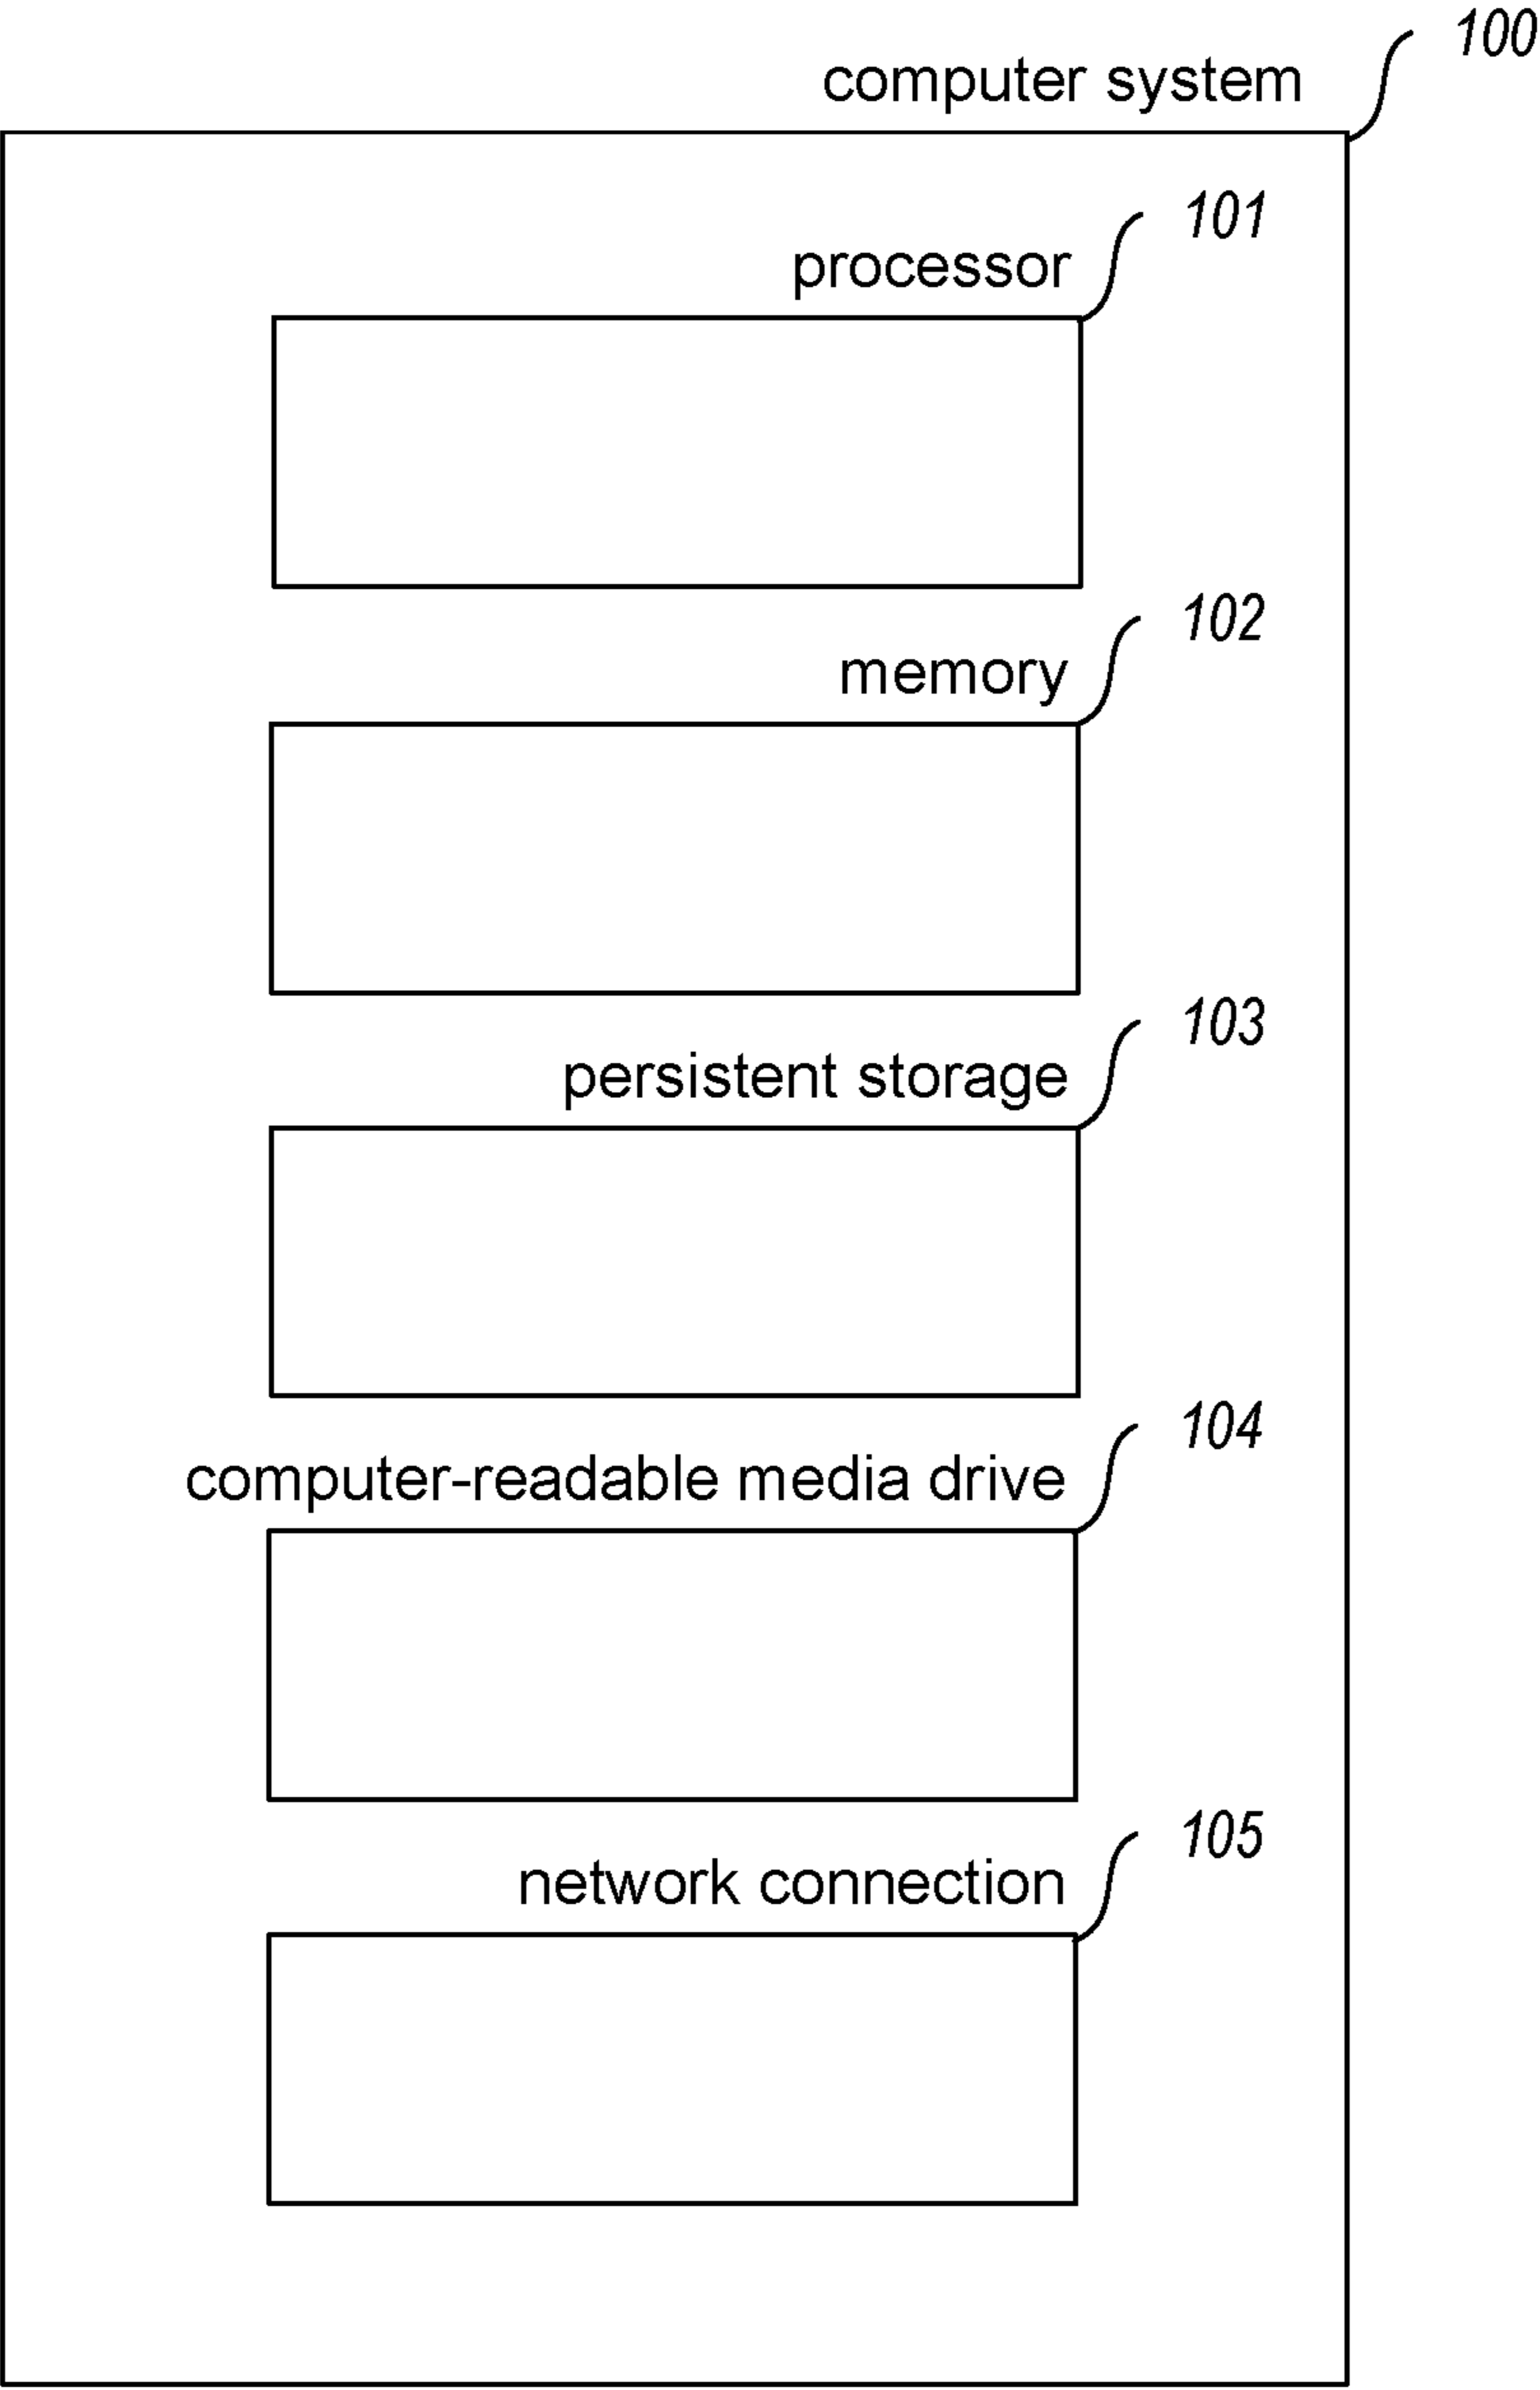 100
computer system
101
processor
102
memory
103
persistent storage
104
computer-readable media drive
105
network connection